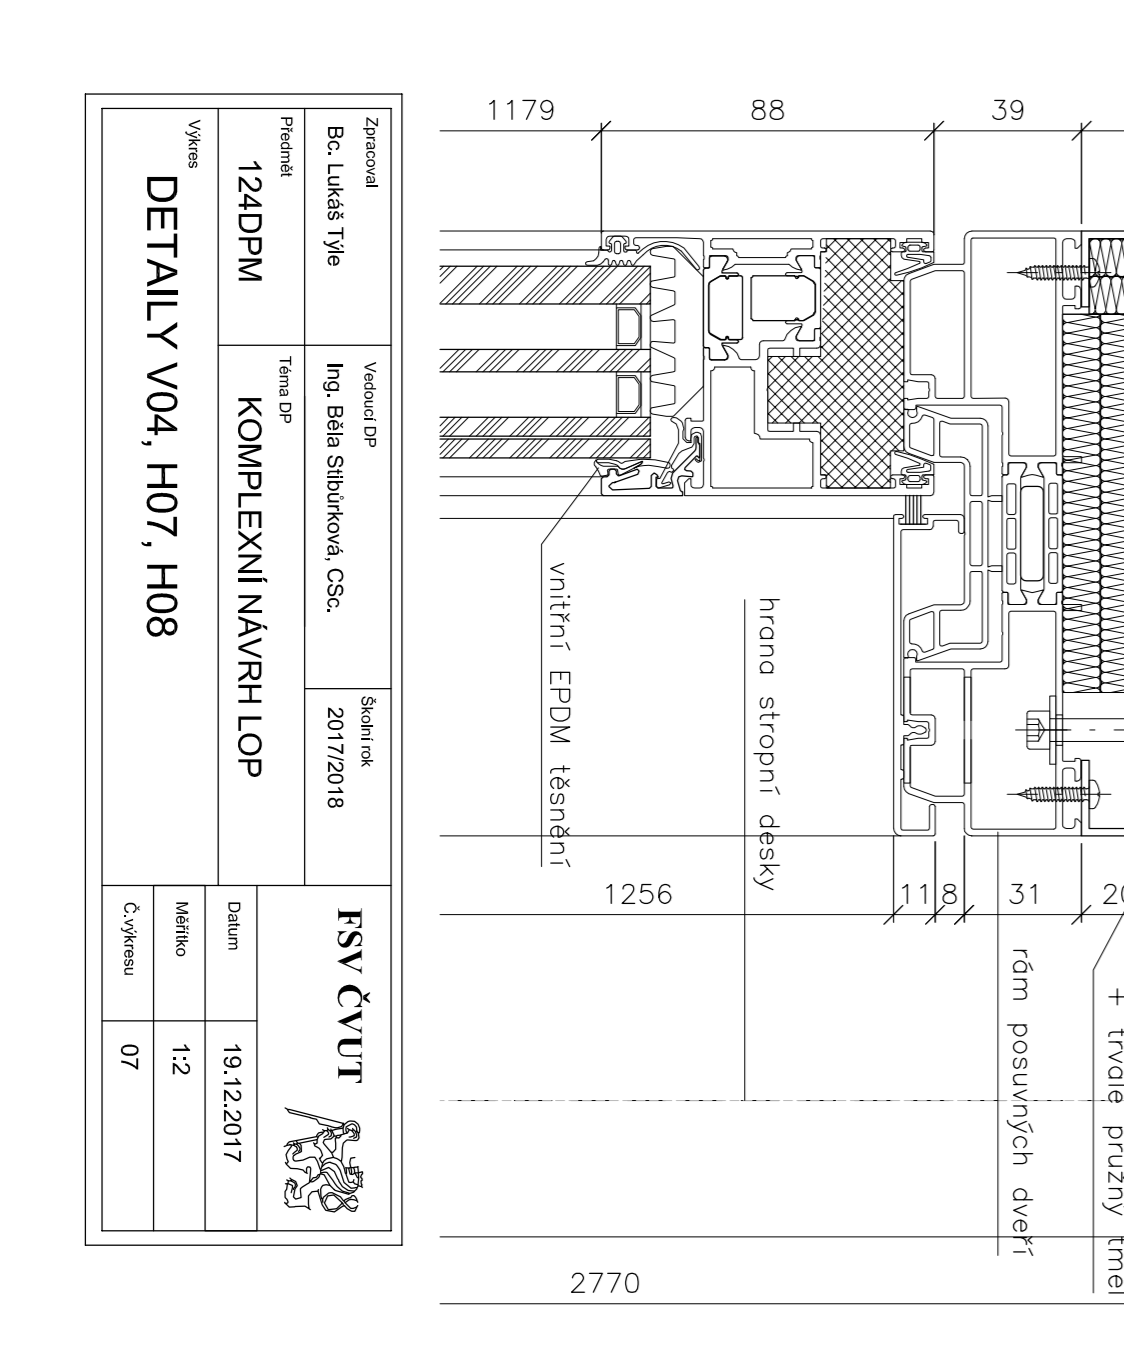 Zpracoval
Bc. Lukáš Týle
Vedoucí DP
Ing. Běla Stibůrková, CSc.
Školní rok
2017/2018
Předmět
124DPM
Téma DP
KOMPLEXNÍ NÁVRH LOP
Výkres
DETAILY V04, H07, H08
FSV ČVUT
Datum
19.12.2017
Měřítko
1:2
Č.výkresu
07
1179
88
39
vnitřní EPDM těsnění
hrana stropní desky
1256
11
8
31
rám posuvných dveří
+ trvale pružný tmel
2770